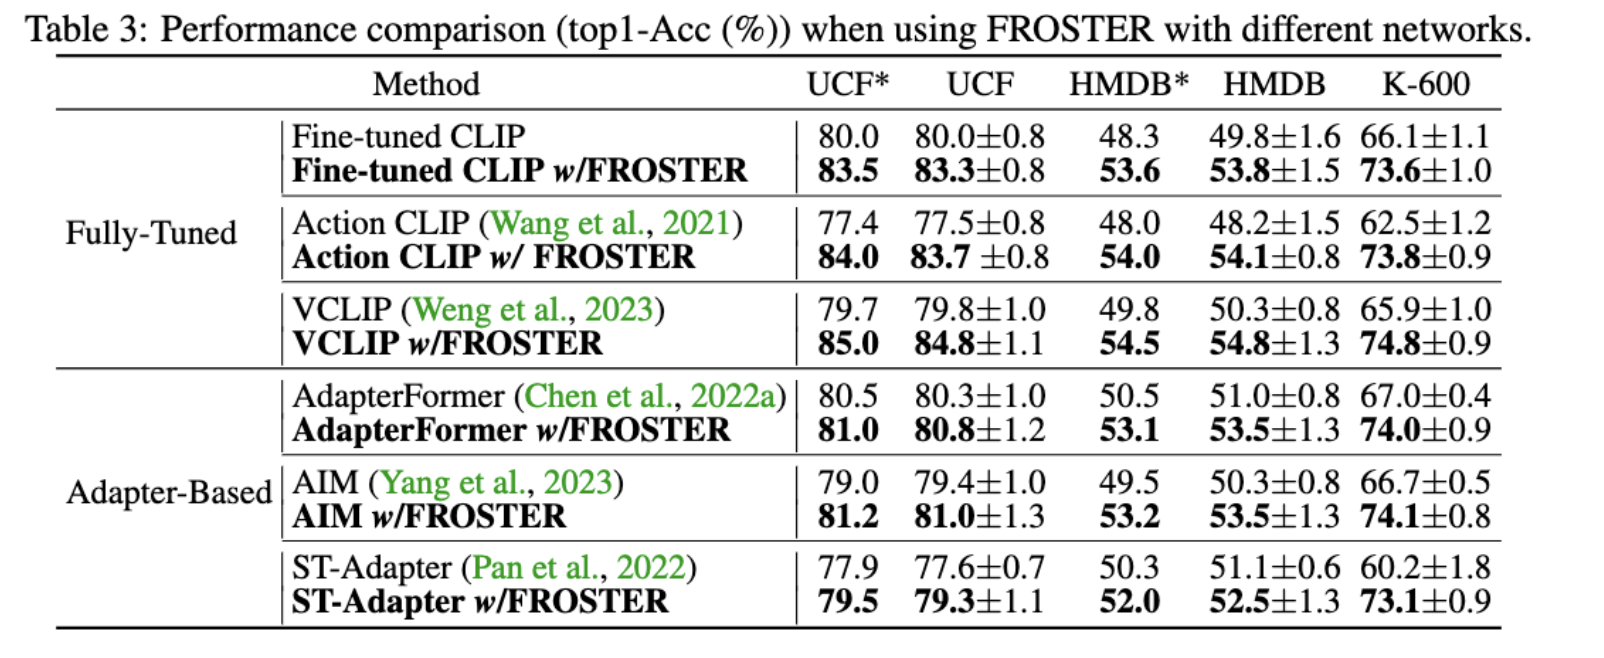 Table 3: Performance comparison (top1-Acc (%)) when using FROSTER with different networks.
Method UCF* UCF HMDB* HMDB K-600
Fine-tuned CLIP 80.0 80.0±0.8 48.3 49.8±1.6 66.1±1.1
Fine-tuned CLIP w/FROSTER 83.5 83.3±0.8 53.6 53.8±1.5 73.6±1.0
Fully-Tuned
Action CLIP (Wang et al., 2021) 77.4 77.5±0.8 48.0 48.2±1.5 62.5±1.2
Action CLIP w/ FROSTER 84.0 83.7 ±0.8 54.0 54.1±0.8 73.8±0.9
VCLIP (Weng et al., 2023) 79.7 79.8±1.0 49.8 50.3±0.8 65.9±1.0
VCLIP w/FROSTER 85.0 84.8±1.1 54.5 54.8±1.3 74.8±0.9
AdapterFormer (Chen et al., 2022a) 80.5 80.3±1.0 50.5 51.0±0.8 67.0±0.4
AdapterFormer w/FROSTER 81.0 80.8±1.2 53.1 53.5±1.3 74.0±0.9
Adapter-Based
AIM (Yang et al., 2023) 79.0 79.4±1.0 49.5 50.3±0.8 66.7±0.5
AIM w/FROSTER 81.2 81.0±1.3 53.2 53.5±1.3 74.1±0.8
ST-Adapter (Pan et al., 2022) 77.9 77.6±0.7 50.3 51.1±0.6 60.2±1.8
ST-Adapter w/FROSTER 79.5 79.3±1.1 52.0 52.5±1.3 73.1±0.9